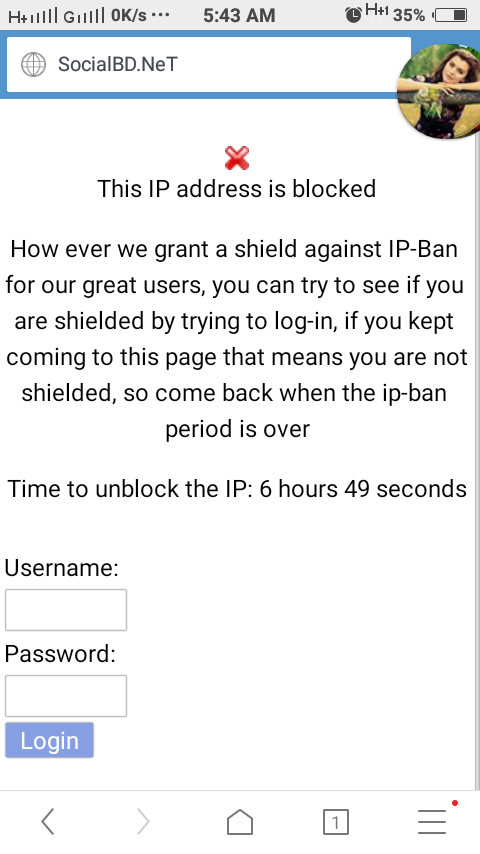 H+ G 0K/s ... 5:43 AM H+1 35%
SocialBD.NeT
This IP address is blocked
How ever we grant a shield against IP-Ban
for our great users, you can try to see if you
are shielded by trying to log-in, if you kept
coming to this page that means you are not
shielded, so come back when the ip-ban
period is over
Time to unblock the IP: 6 hours 49 seconds
Username:
Password:
Login
1